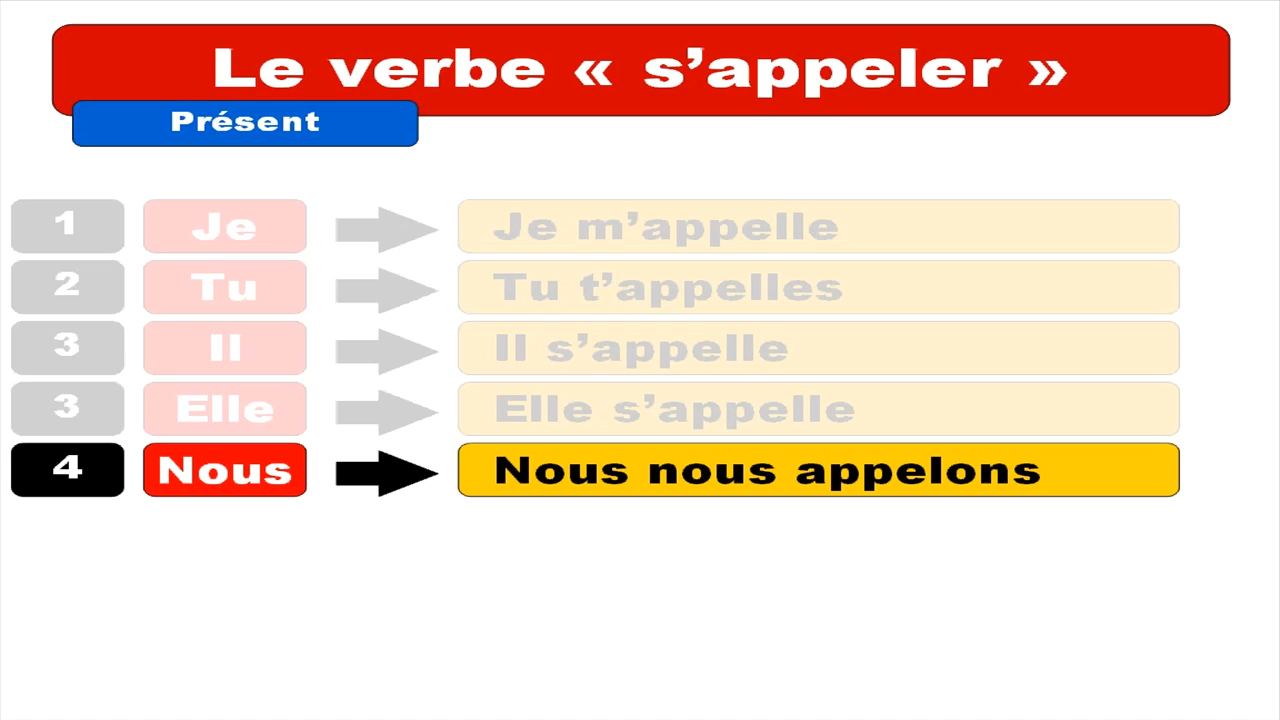 Le verbe « s’appeler »
Présent
1 Je Je m’appelle
2 Tu Tu t’appelles
3 Il Il s’appelle
3 Elle Elle s’appelle
4 Nous Nous nous appelons